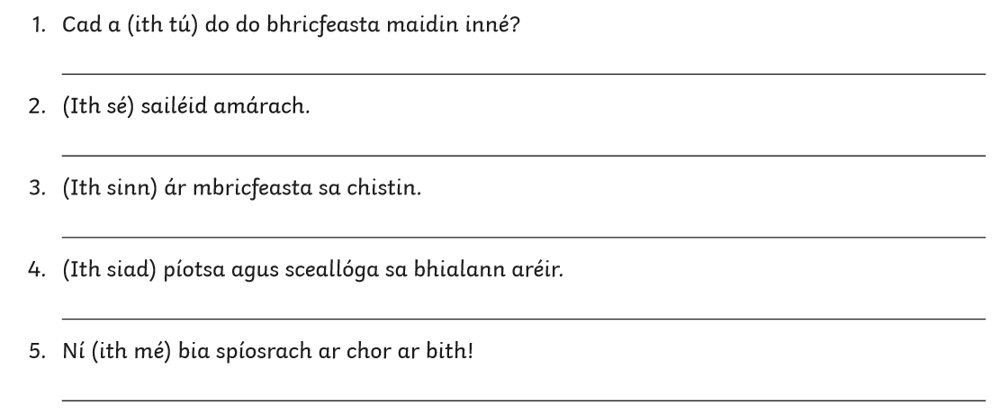 1. Cad a (ith tú) do do bhricfeasta maidin inné?
2. (Ith sé) sailéid amárach.
3. (Ith sinn) ár mbricfeasta sa chistin.
4. (Ith siad) píotsa agus sceallóga sa bhialann aréir.
5. Ní (ith mé) bia spíosrach ar chor ar bith!